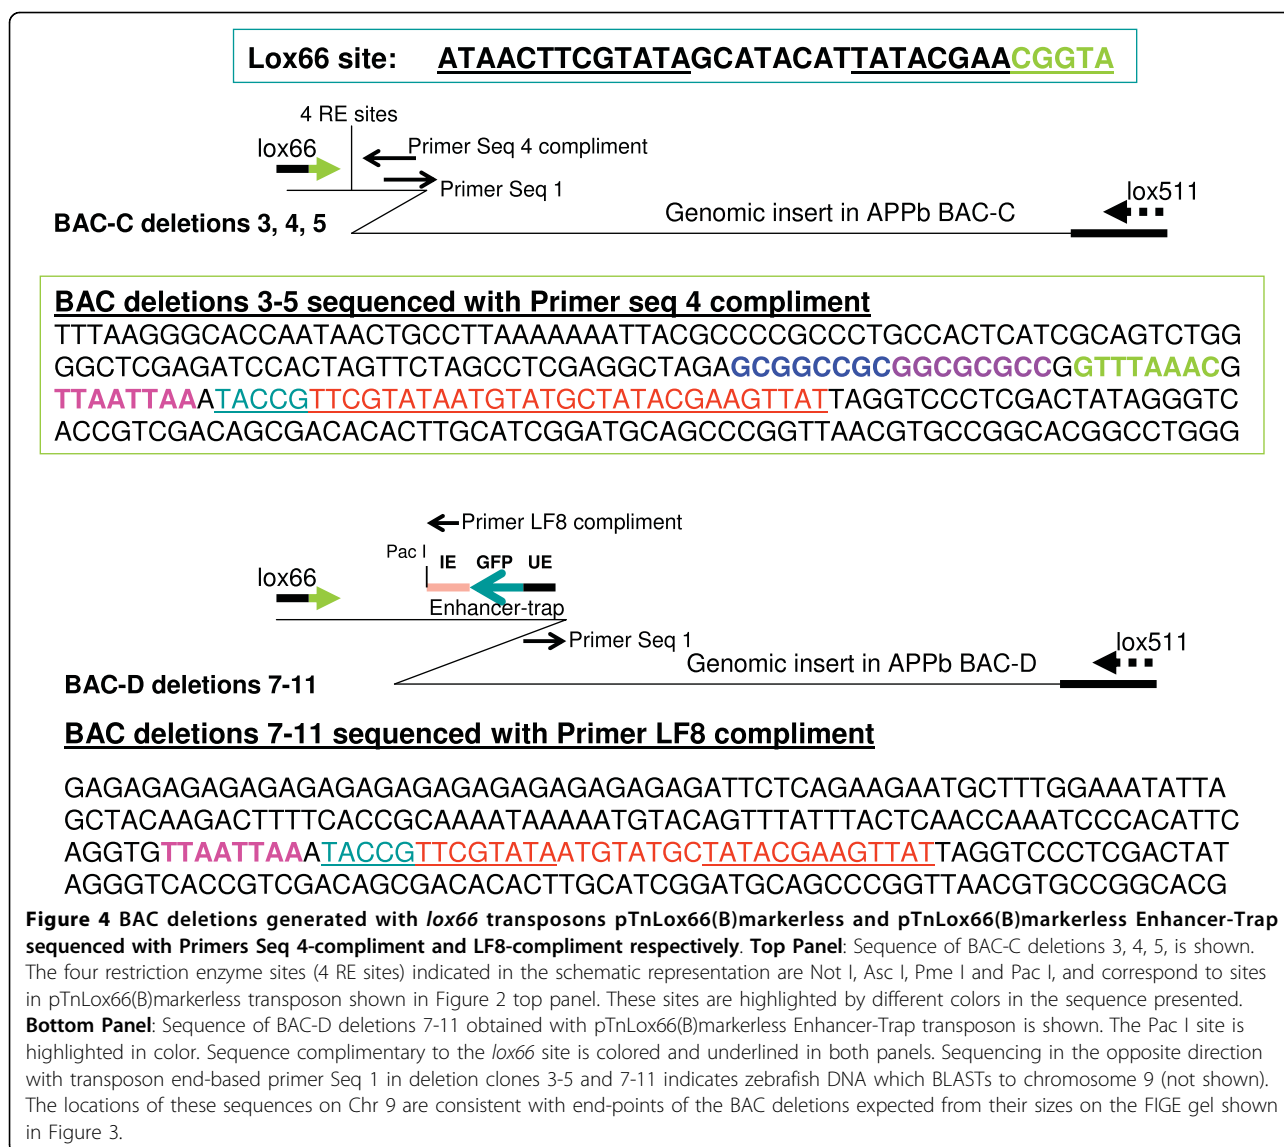 Lox66 site: ATAACTTCGTATAGCATACATTATACGAACGGTA
4 RE sites
lox66
Primer Seq 4 compliment
Primer Seq 1
lox511
Genomic insert in APPb BAC-C
BAC-C deletions 3, 4, 5
BAC deletions 3-5 sequenced with Primer seq 4 compliment
TTTAAGGGCACCAATAACTGCCTTAAAAAAATTACGCCCCGCCCTGCCACTCATCGCAGTCTGG
GGCTCGAGATCCACTAGTTCTAGCCTCGAGGCTAGAGCGGCCGCGGCGCGCCGGTTTAAACG
TTAATTAAATACCGTTCGTATAATGTATGCTATACGAAGTTATTAGGTCCCTCGACTATAGGGTC
ACCGTCGACAGCGACACACTTGCATCGGATGCAGCCCGGTTAACGTGCCGGCACGGCCTGGG
Primer LF8 compliment
Pac I
IE GFP UE
lox66
Enhancer-trap
Primer Seq 1
lox511
Genomic insert in APPb BAC-D
BAC-D deletions 7-11
BAC deletions 7-11 sequenced with Primer LF8 compliment
GAGAGAGAGAGAGAGAGAGAGAGAGAGAGAGAGATTCTCAGAAGAATGCTTTGGAAATATTA
GCTACAAGACTTTTCACCGCAAAATAAAAATGTACAGTTTATTTACTCAACCAAATCCCACATTC
AGGTGTTAATTAAATACCGTTCGTATAATGTATGCTATACGAAGTTATTAGGTCCCTCGACTAT
AGGGTCACCGTCGACAGCGACACACTTGCATCGGATGCAGCCCGGTTAACGTGCCGGCACG
Figure 4 BAC deletions generated with lox66 transposons pTnLox66(B)markerless and pTnLox66(B)markerless Enhancer-Trap
sequenced with Primers Seq 4-compliment and LF8-compliment respectively. Top Panel: Sequence of BAC-C deletions 3, 4, 5, is shown.
The four restriction enzyme sites (4 RE sites) indicated in the schematic representation are Not I, Asc I, Pme I and Pac I, and correspond to sites
in pTnLox66(B)markerless transposon shown in Figure 2 top panel. These sites are highlighted by different colors in the sequence presented.
Bottom Panel: Sequence of BAC-D deletions 7-11 obtained with pTnLox66(B)markerless Enhancer-Trap transposon is shown. The Pac I site is
highlighted in color. Sequence complimentary to the lox66 site is colored and underlined in both panels. Sequencing in the opposite direction
with transposon end-based primer Seq 1 in deletion clones 3-5 and 7-11 indicates zebrafish DNA which BLASTs to chromosome 9 (not shown).
The locations of these sequences on Chr 9 are consistent with end-points of the BAC deletions expected from their sizes on the FIGE gel shown
in Figure 3.